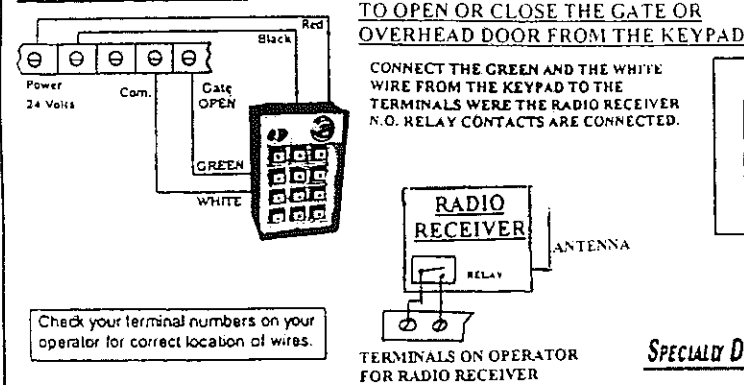 TO OPEN OR CLOSE THE GATE OR
OVERHEAD DOOR FROM THE KEYPAD
Red
Black
CONNECT THE GREEN AND THE WHITE
WIRE FROM THE KEYPAD TO THE
TERMINALS WERE THE RADIO RECEIVER
N.O. RELAY CONTACTS ARE CONNECTED.
Power
24 Volts
Com.
Gate
OPEN
GREEN
WHITE
RADIO
RECEIVER
ANTENNA
RELAY
Check your terminal numbers on your
operator for correct location of wires.
TERMINALS ON OPERATOR
FOR RADIO RECEIVER
SPECIALTY D